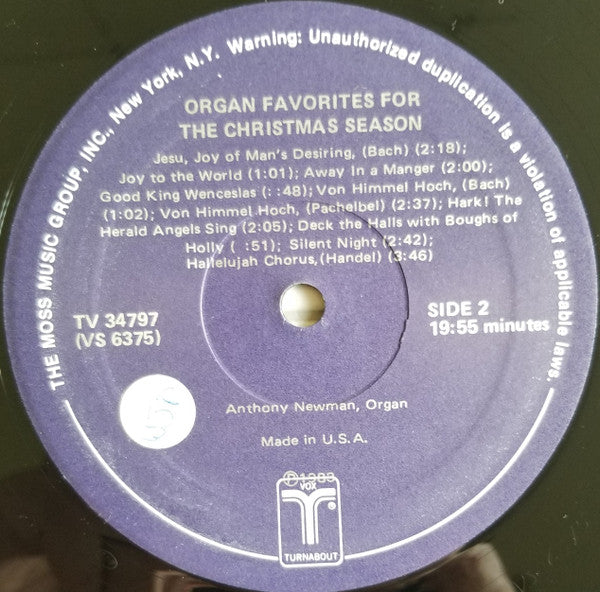 THE MOSS MUSIC GROUP, INC., New York, N.Y. Warning: Unauthorized duplication is a violation of applicable laws.
ORGAN FAVORITES FOR
THE CHRISTMAS SEASON
Jesu, Joy of Man's Desiring, (Bach) (2:18);
Joy to the World (1:01); Away In a Manger (2:00);
Good King Wenceslas (: :48); Von Himmel Hoch, (Bach)
(1:02); Von Himmel Hoch, (Pachelbel) (2:37); Hark! The
Herald Angels Sing (2:05); Deck the Halls with Boughs of
Holly ( :51); Silent Night (2:42);
Hallelujah Chorus,(Handel) (3:46)
TV 34797
(VS 6375)
SIDE 2
19:55 minutes
Anthony Newman, Organ
Made in U.S.A.
Ⓟ1983
VOX
®
TURNABOUT